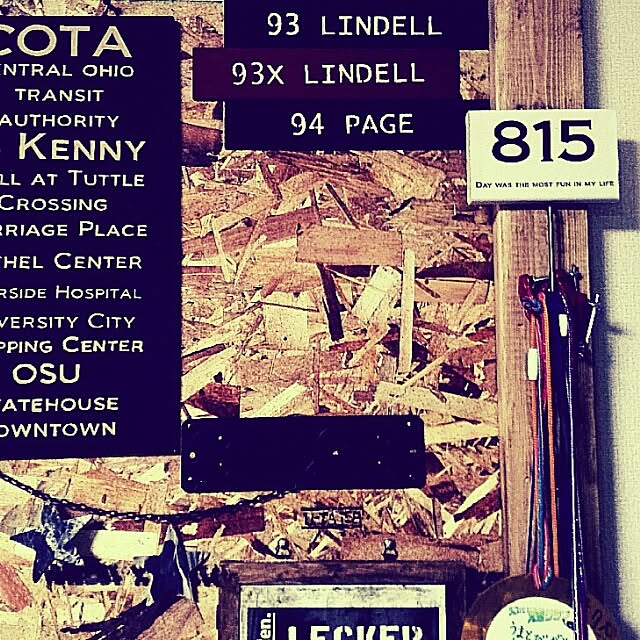 COTA
ENTRAL OHIO
TRANSIT
AUTHORITY
KENNY
LL AT TUTTLE
CROSSING
RRIAGE PLACE
THEL CENTER
RSIDE HOSPITAL
VERSITY CITY
PPING CENTER
OSU
TATEHOUSE
OWNTOWN
93 LINDELL
93X LINDELL
94 PAGE
815
DAY WAS THE MOST FUN IN MY LIFE
en.
LECKER